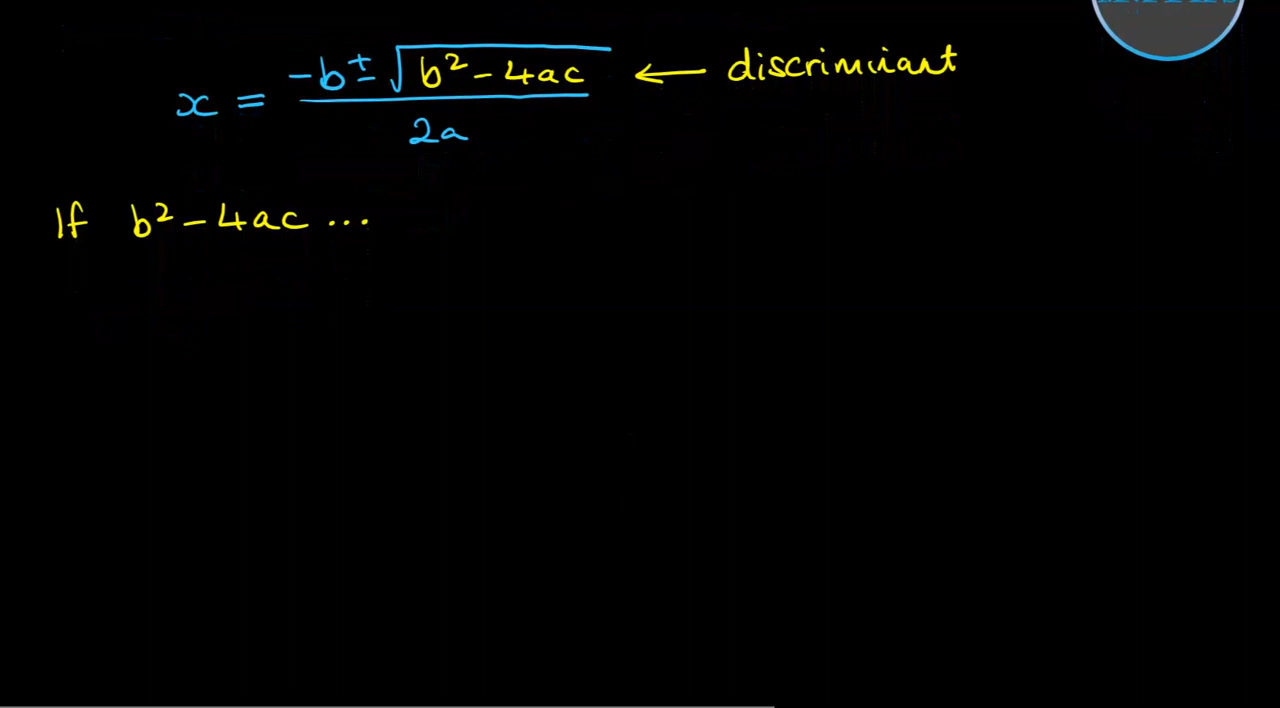 x = -b ± √b² - 4ac / 2a ← discriminant
If b² - 4ac ...